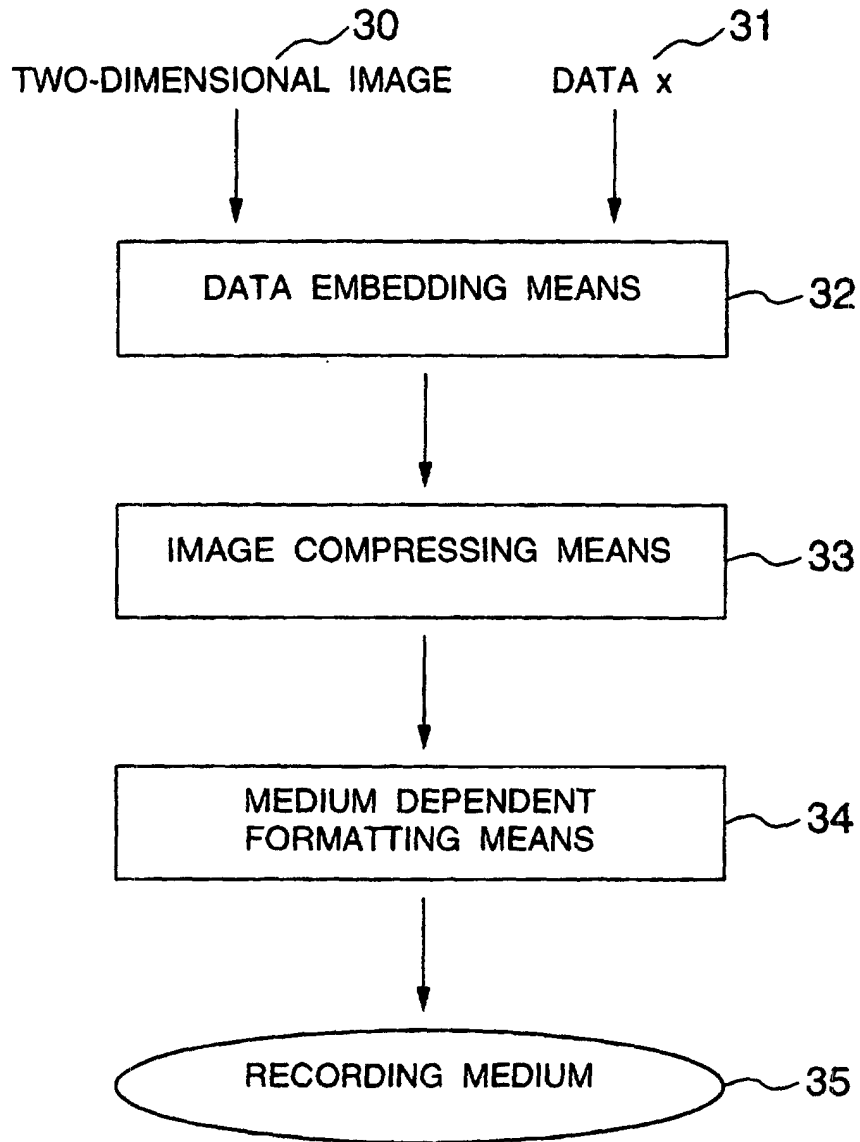 30
31
TWO-DIMENSIONAL IMAGE
DATA x
DATA EMBEDDING MEANS
32
IMAGE COMPRESSING MEANS
33
MEDIUM DEPENDENT
FORMATTING MEANS
34
RECORDING MEDIUM
35